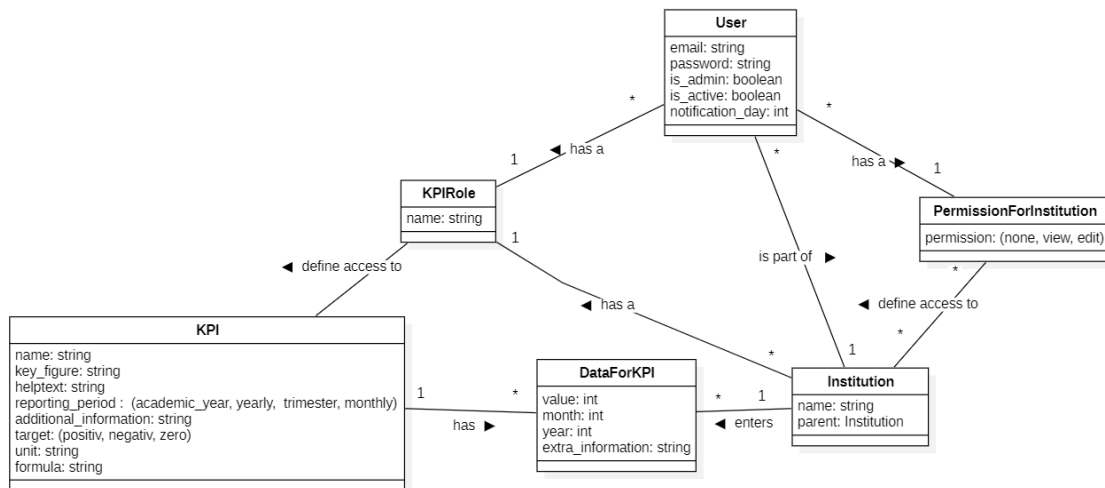 User
email: string
password: string
is_admin: boolean
is_active: boolean
notification_day: int
*
*
◄ has a
*
has a ►
1
1
KPIRole
name: string
1
PermissionForInstitution
permission: (none, view, edit)
*
◄ define access to
is part of ►
◄ define access to
◄ has a
*
KPI
name: string
key_figure: string
helptext: string
reporting_period : (academic_year, yearly, trimester, monthly)
additional_information: string
target: (positiv, negativ, zero)
unit: string
formula: string
1
has ►
*
DataForKPI
value: int
month: int
year: int
extra_information: string
*
1
◄ enters
*
1
Institution
name: string
parent: Institution